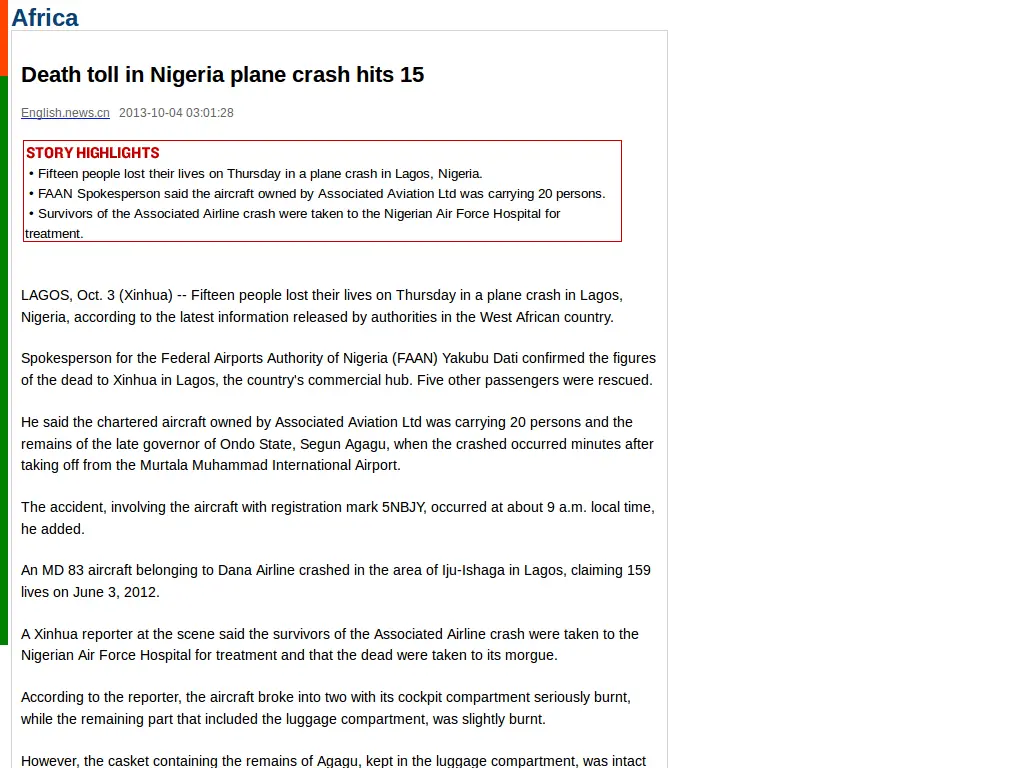 Africa
Death toll in Nigeria plane crash hits 15
English.news.cn 2013-10-04 03:01:28
STORY HIGHLIGHTS
• Fifteen people lost their lives on Thursday in a plane crash in Lagos, Nigeria.
• FAAN Spokesperson said the aircraft owned by Associated Aviation Ltd was carrying 20 persons.
• Survivors of the Associated Airline crash were taken to the Nigerian Air Force Hospital for
treatment.
LAGOS, Oct. 3 (Xinhua) -- Fifteen people lost their lives on Thursday in a plane crash in Lagos,
Nigeria, according to the latest information released by authorities in the West African country.
Spokesperson for the Federal Airports Authority of Nigeria (FAAN) Yakubu Dati confirmed the figures
of the dead to Xinhua in Lagos, the country's commercial hub. Five other passengers were rescued.
He said the chartered aircraft owned by Associated Aviation Ltd was carrying 20 persons and the
remains of the late governor of Ondo State, Segun Agagu, when the crashed occurred minutes after
taking off from the Murtala Muhammad International Airport.
The accident, involving the aircraft with registration mark 5NBJY, occurred at about 9 a.m. local time,
he added.
An MD 83 aircraft belonging to Dana Airline crashed in the area of Iju-Ishaga in Lagos, claiming 159
lives on June 3, 2012.
A Xinhua reporter at the scene said the survivors of the Associated Airline crash were taken to the
Nigerian Air Force Hospital for treatment and that the dead were taken to its morgue.
According to the reporter, the aircraft broke into two with its cockpit compartment seriously burnt,
while the remaining part that included the luggage compartment, was slightly burnt.
However, the casket containing the remains of Agagu, kept in the luggage compartment, was intact